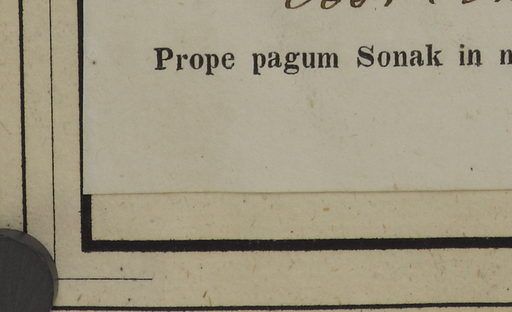 Prope pagum Sonak in